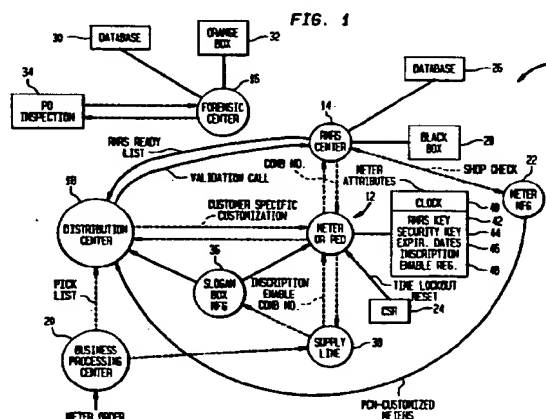 FIG. 1
30
DATABASE
ORANGE
BOX
32
DATABASE
26
34
PO
INSPECTION
FORENSIC
CENTER
16
14
RMRS
CENTER
BLACK
BOX
28
22
METER
MFG
RMRS READY
LIST
VALIDATION CALL
COMB NO.
METER
ATTRIBUTES
SHOP CHECK
18
DISTRIBUTION
CENTER
CUSTOMER SPECIFIC
CUSTOMIZATION
12
METER
OR PED
CLOCK
40
RMRS KEY
42
SECURITY KEY
44
EXPIR. DATES
46
INSCRIPTION
ENABLE REG.
48
36
SLOGAN
BOX
MFG
INSCRIPTION
ENABLE
COMB NO.
TIME LOCKOUT
RESET
CSR
24
PICK
LIST
20
BUSINESS
PROCESSING
CENTER
SUPPLY
LINE
38
PCN-CUSTOMIZED
METERS
METER ORDER